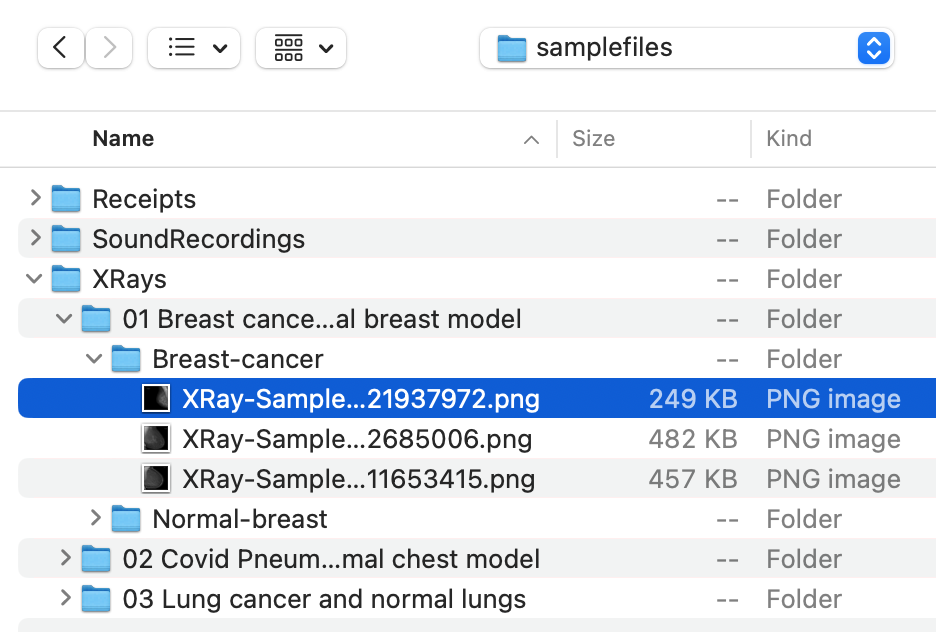 samplefiles
Name Size Kind
Receipts -- Folder
SoundRecordings -- Folder
XRays -- Folder
01 Breast cance...al breast model -- Folder
Breast-cancer -- Folder
XRay-Sample...21937972.png 249 KB PNG image
XRay-Sample...2685006.png 482 KB PNG image
XRay-Sample...11653415.png 457 KB PNG image
Normal-breast -- Folder
02 Covid Pneum...mal chest model -- Folder
03 Lung cancer and normal lungs -- Folder